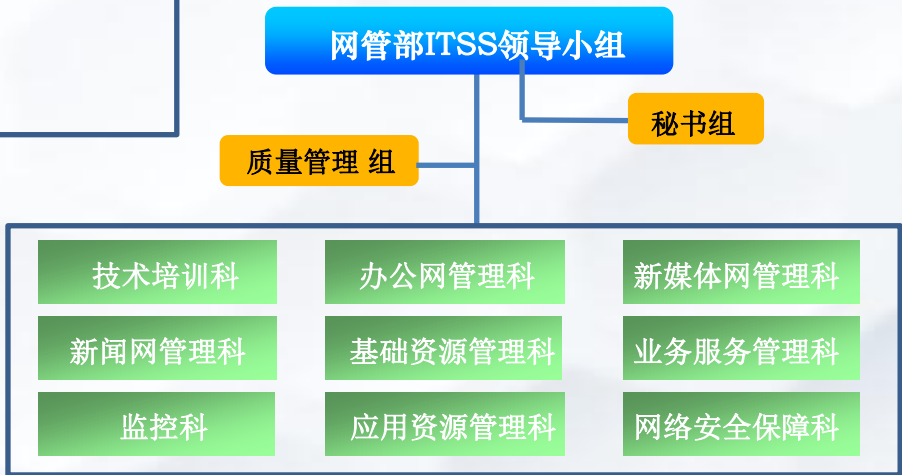 网管部ITSS领导小组
秘书组
质量管理 组
技术培训科
办公网管理科
新媒体网管理科
新闻网管理科
基础资源管理科
业务服务管理科
监控科
应用资源管理科
网络安全保障科